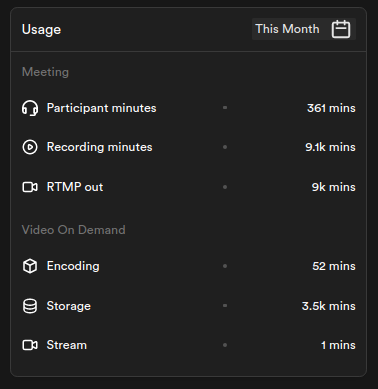 Usage
This Month
Meeting
Participant minutes 361 mins
Recording minutes 9.1k mins
RTMP out 9k mins
Video On Demand
Encoding 52 mins
Storage 3.5k mins
Stream 1 mins